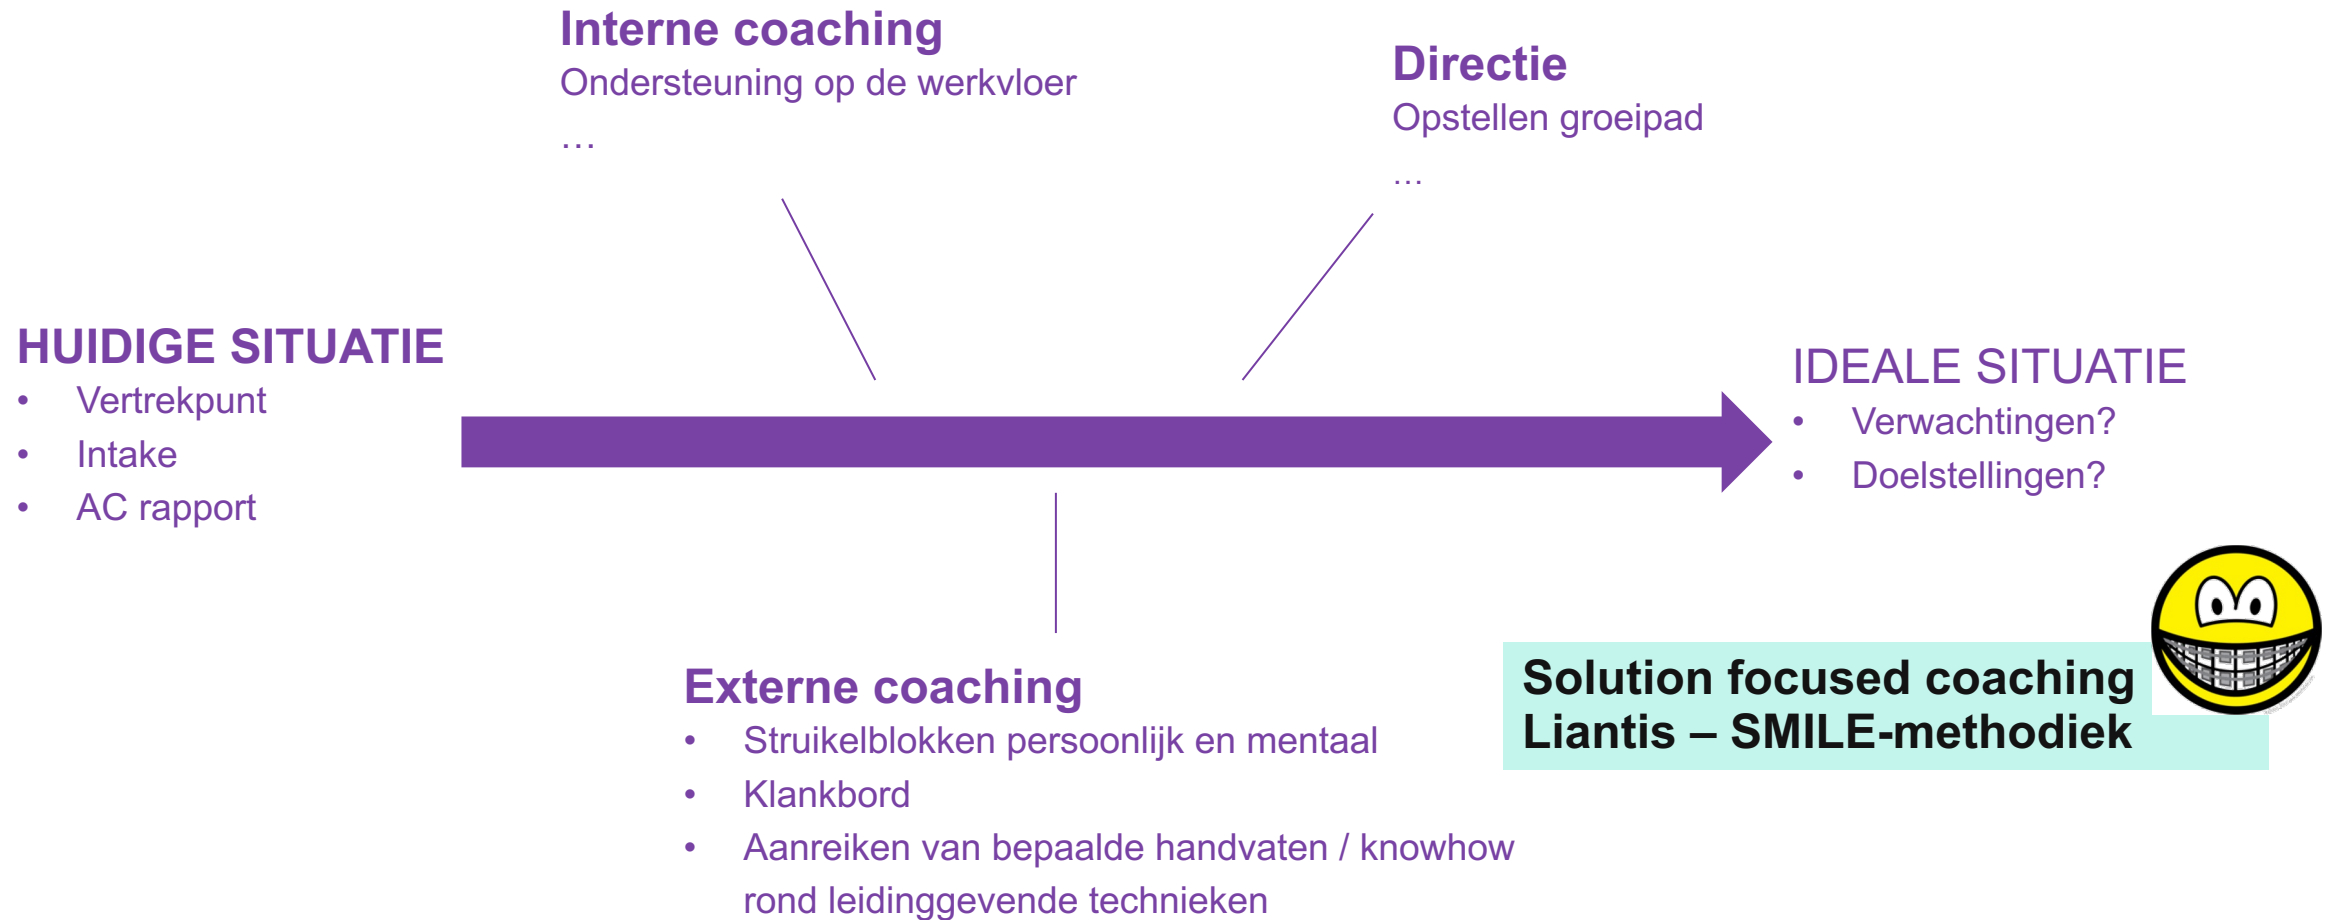 Interne coaching
Ondersteuning op de werkvloer
…
Directie
Opstellen groeipad
…
HUIDIGE SITUATIE
• Vertrekpunt
• Intake
• AC rapport
IDEALE SITUATIE
• Verwachtingen?
• Doelstellingen?
Externe coaching
• Struikelblokken persoonlijk en mentaal
• Klankbord
• Aanreiken van bepaalde handvaten / knowhow
rond leidinggevende technieken
Solution focused coaching
Liantis – SMILE-methodiek